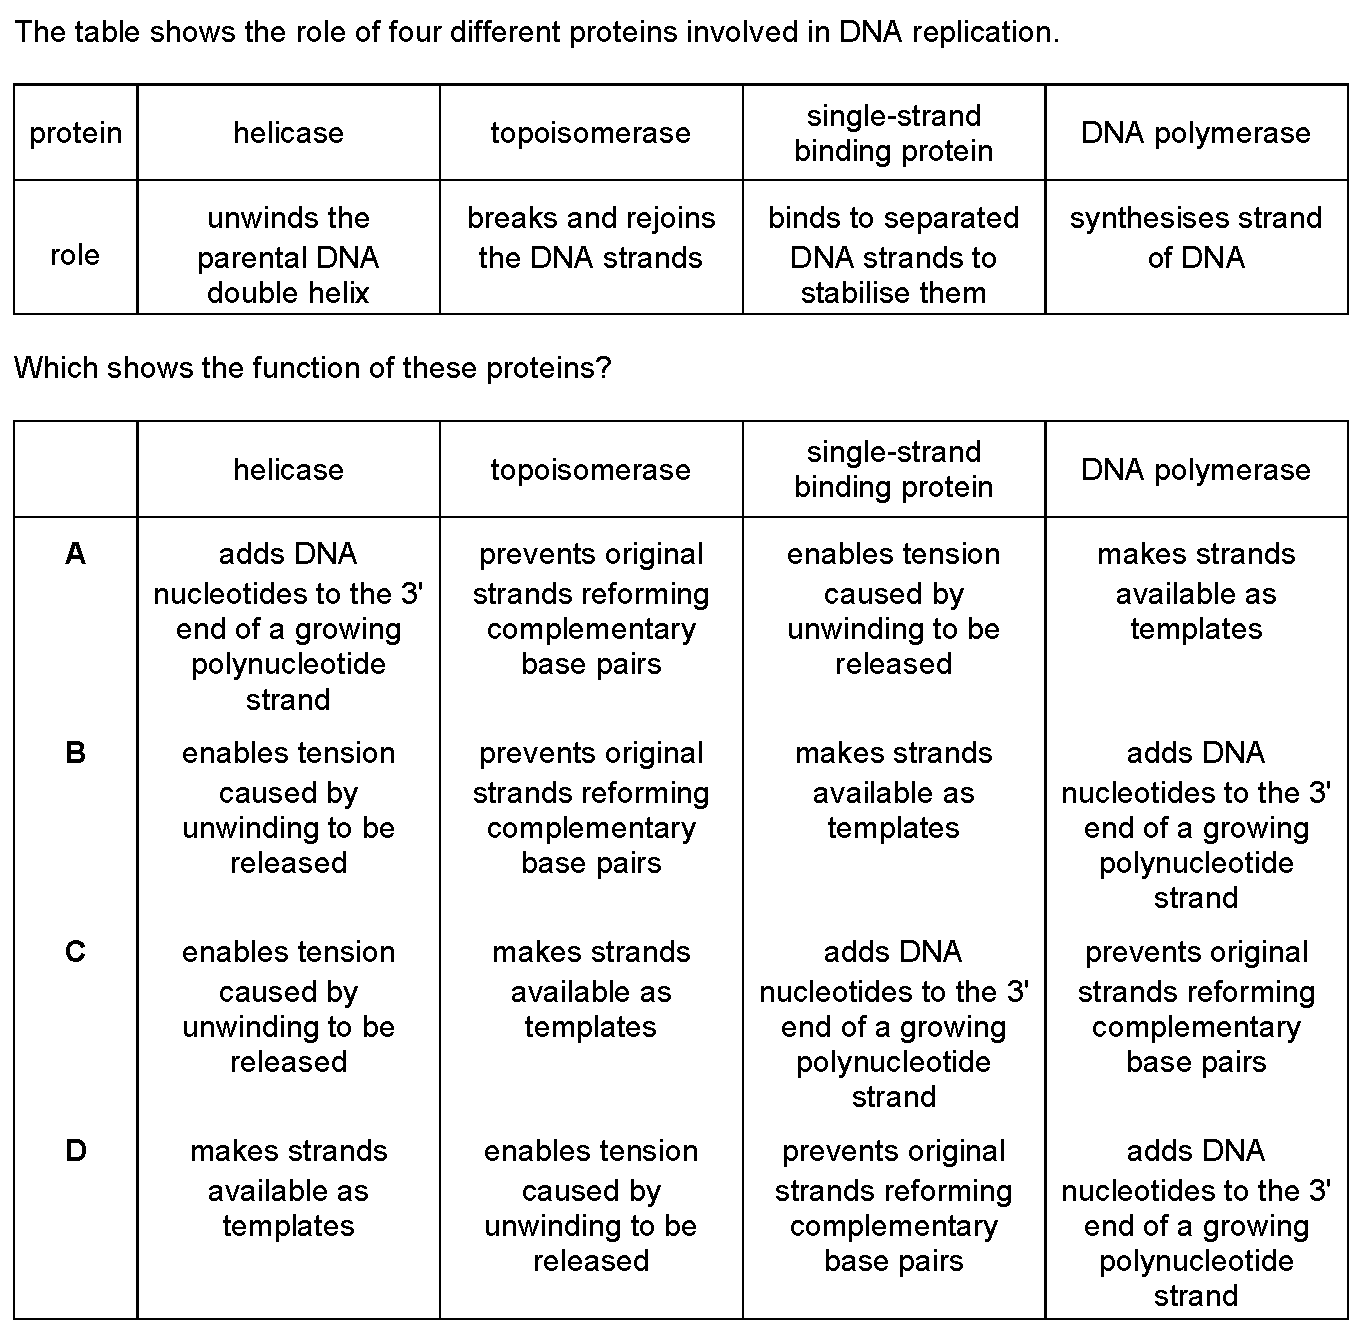 The table shows the role of four different proteins involved in DNA replication.
protein
helicase
topoisomerase
single-strand
binding protein
DNA polymerase
role
unwinds the
parental DNA
double helix
breaks and rejoins
the DNA strands
binds to separated
DNA strands to
stabilise them
synthesises strand
of DNA
Which shows the function of these proteins?
helicase
topoisomerase
single-strand
binding protein
DNA polymerase
A
adds DNA
nucleotides to the 3'
end of a growing
polynucleotide
strand
prevents original
strands reforming
complementary
base pairs
enables tension
caused by
unwinding to be
released
makes strands
available as
templates
B
enables tension
caused by
unwinding to be
released
prevents original
strands reforming
complementary
base pairs
makes strands
available as
templates
adds DNA
nucleotides to the 3'
end of a growing
polynucleotide
strand
C
enables tension
caused by
unwinding to be
released
makes strands
available as
templates
adds DNA
nucleotides to the 3'
end of a growing
polynucleotide
strand
prevents original
strands reforming
complementary
base pairs
D
makes strands
available as
templates
enables tension
caused by
unwinding to be
released
prevents original
strands reforming
complementary
base pairs
adds DNA
nucleotides to the 3'
end of a growing
polynucleotide
strand